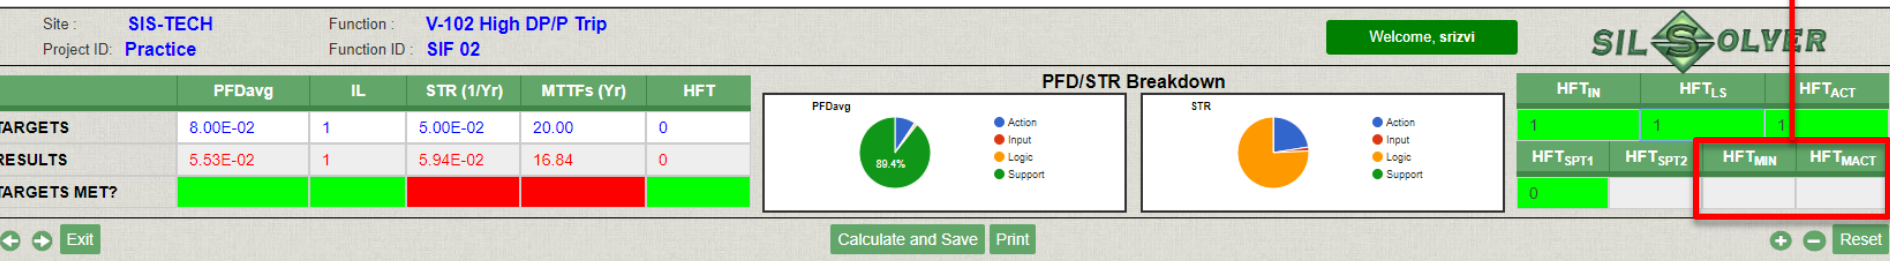 Site : SIS-TECH Function : V-102 High DP/P Trip
Project ID: Practice Function ID : SIF 02
Welcome, srizvi
SIL SOLVER
PFDavg IL STR (1/Yr) MTTFs (Yr) HFT
TARGETS 8.00E-02 1 5.00E-02 20.00 0
RESULTS 5.53E-02 1 5.94E-02 16.84 0
TARGETS MET?
PFD/STR Breakdown
PFDavg
89.4%
Action
Input
Logic
Support
STR
Action
Input
Logic
Support
HFTIN HFTLS HFTACT
1 1 1
HFTSPT1 HFTSPT2 HFTMIN HFTMACT
0
Exit Calculate and Save Print Reset